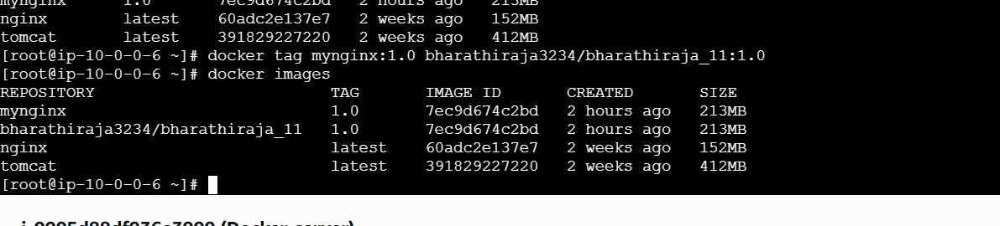 mynginx 1.0 7ec9d674c2bd 2 hours ago 213MB
nginx latest 60adc2e137e7 2 weeks ago 152MB
tomcat latest 391829227220 2 weeks ago 412MB
[root@ip-10-0-0-6 ~]# docker tag mynginx:1.0 bharathiraja3234/bharathiraja_11:1.0
[root@ip-10-0-0-6 ~]# docker images
REPOSITORY TAG IMAGE ID CREATED SIZE
mynginx 1.0 7ec9d674c2bd 2 hours ago 213MB
bharathiraja3234/bharathiraja_11 1.0 7ec9d674c2bd 2 hours ago 213MB
nginx latest 60adc2e137e7 2 weeks ago 152MB
tomcat latest 391829227220 2 weeks ago 412MB
[root@ip-10-0-0-6 ~]#
(Docker server)